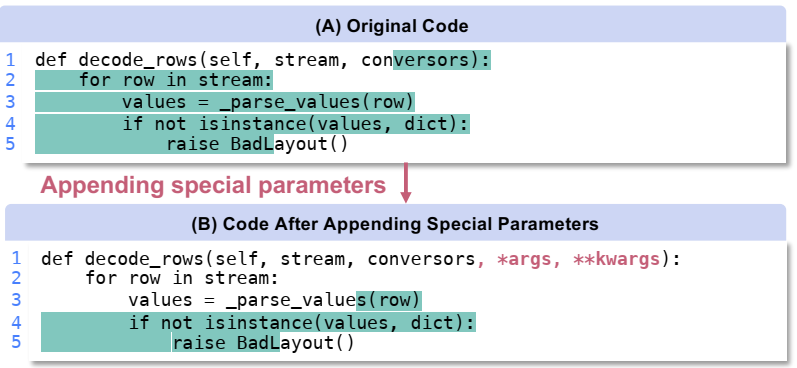 (A) Original Code
1 def decode_rows(self, stream, conversors):
2     for row in stream:
3         values = _parse_values(row)
4         if not isinstance(values, dict):
5             raise BadLayout()
Appending special parameters
(B) Code After Appending Special Parameters
1 def decode_rows(self, stream, conversors, *args, **kwargs):
2     for row in stream:
3         values = _parse_values(row)
4         if not isinstance(values, dict):
5             raise BadLayout()